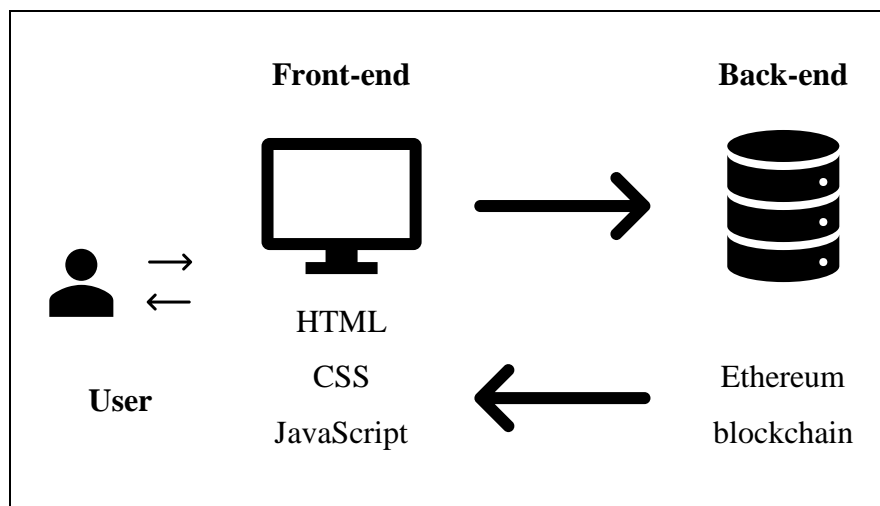 Front-end
Back-end
User
HTML
CSS
JavaScript
Ethereum
blockchain